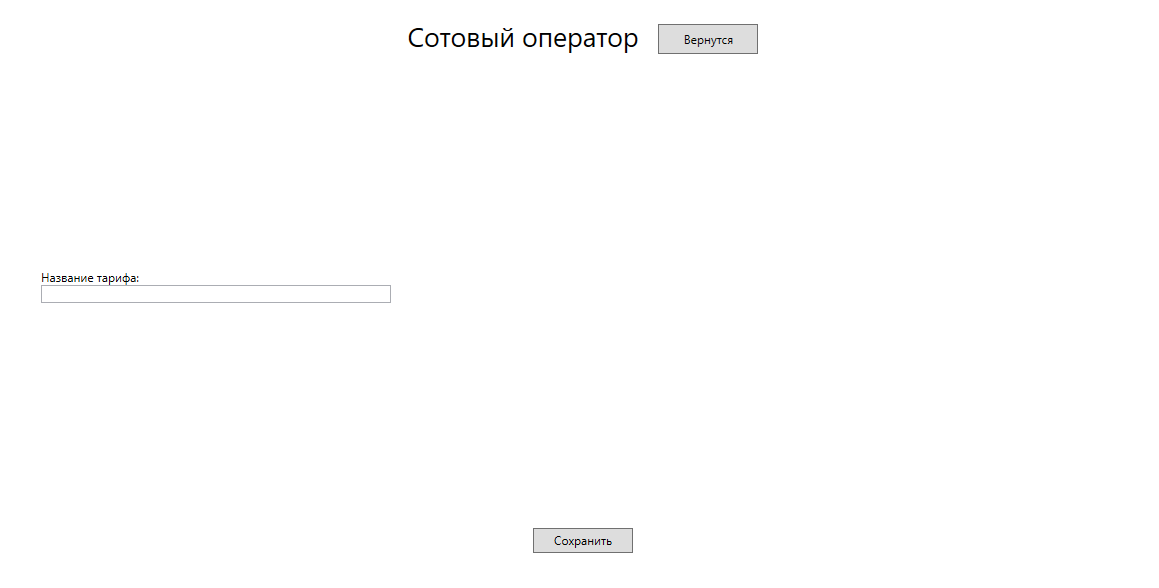 Сотовый оператор
Вернутся
Название тарифа:
Сохранить